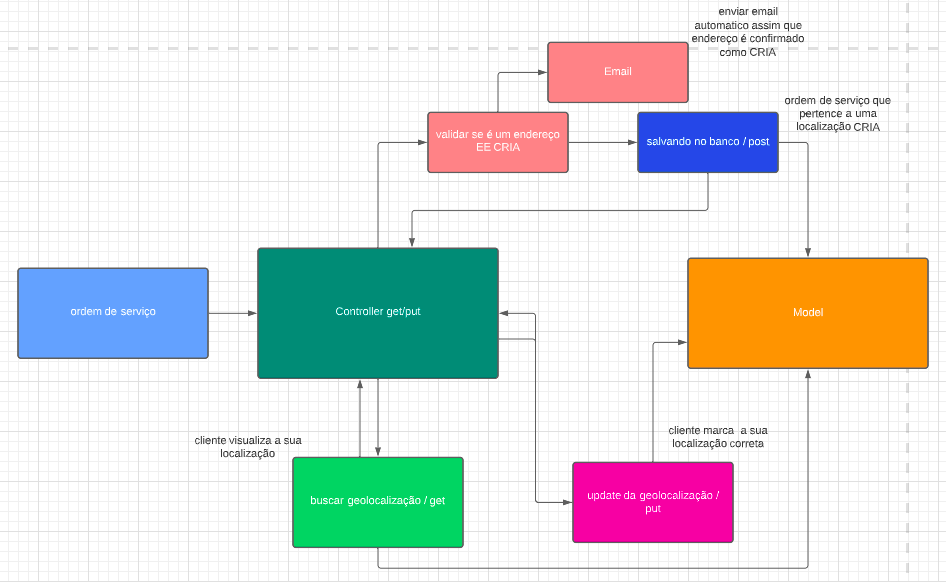 enviar email
automatico assim que
endereço é confirmado
como CRIA
Email
ordem de serviço que
pertence a uma
localização CRIA
validar se é um endereço
EE CRIA
salvando no banco / post
ordem de serviço
Controller get/put
Model
cliente visualiza a sua
localização
cliente marca a sua
localização correta
buscar geolocalização / get
update da geolocalização /
put